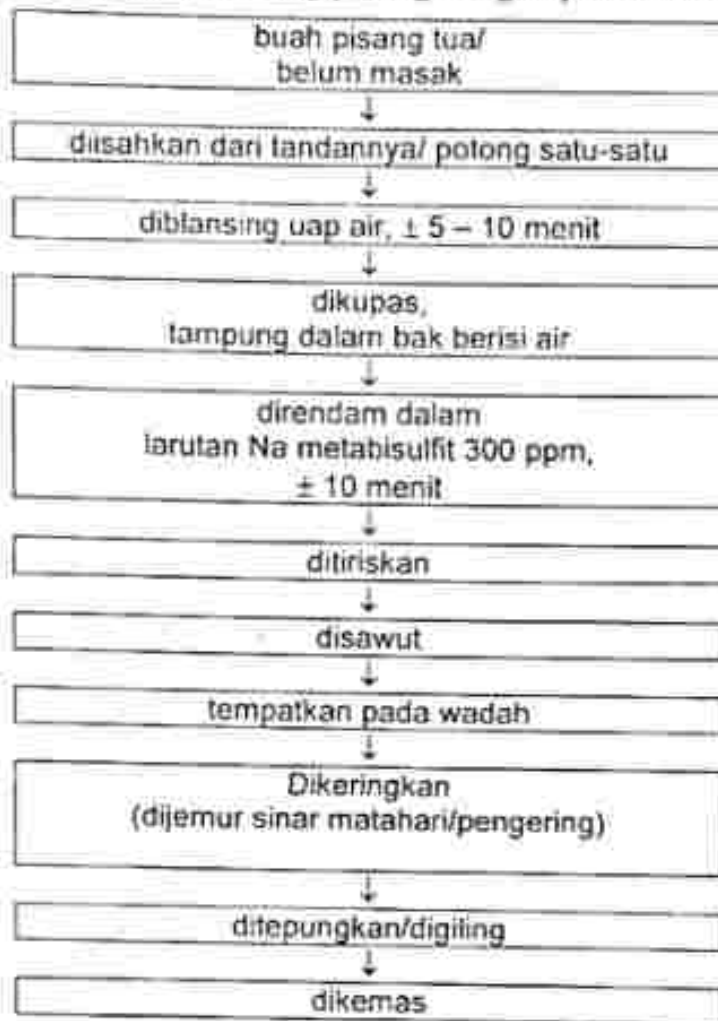 buah pisang tua/
belum masak
↓
diisahkan dari tandannya/ potong satu-satu
↓
diblansing uap air, ± 5 – 10 menit
↓
dikupas,
tampung dalam bak berisi air
↓
direndam dalam
larutan Na metabisulfit 300 ppm,
± 10 menit
↓
ditiriskan
↓
disawut
↓
tempatkan pada wadah
↓
Dikeringkan
(dijemur sinar matahari/pengering)
↓
ditepungkan/digiling
↓
dikemas